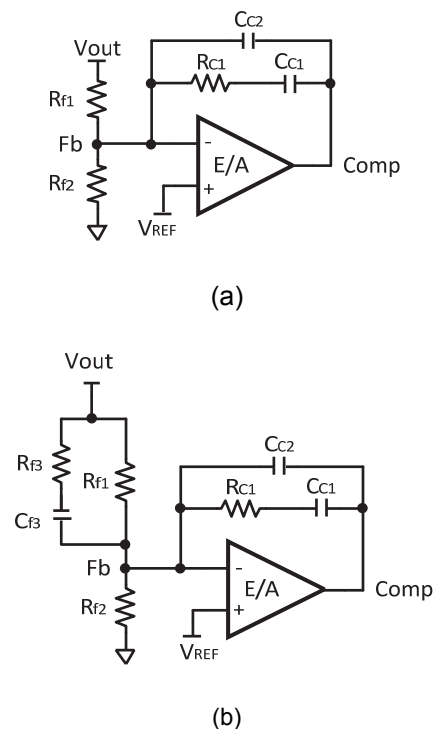 Cc2
Vout
Rc1
Cc1
Rf1
Fb
-
E/A
Comp
Rf2
+
VREF
(a)
Vout
Rf3
Rf1
Cc2
Rc1
Cc1
Cf3
Fb
-
E/A
Comp
Rf2
+
VREF
(b)